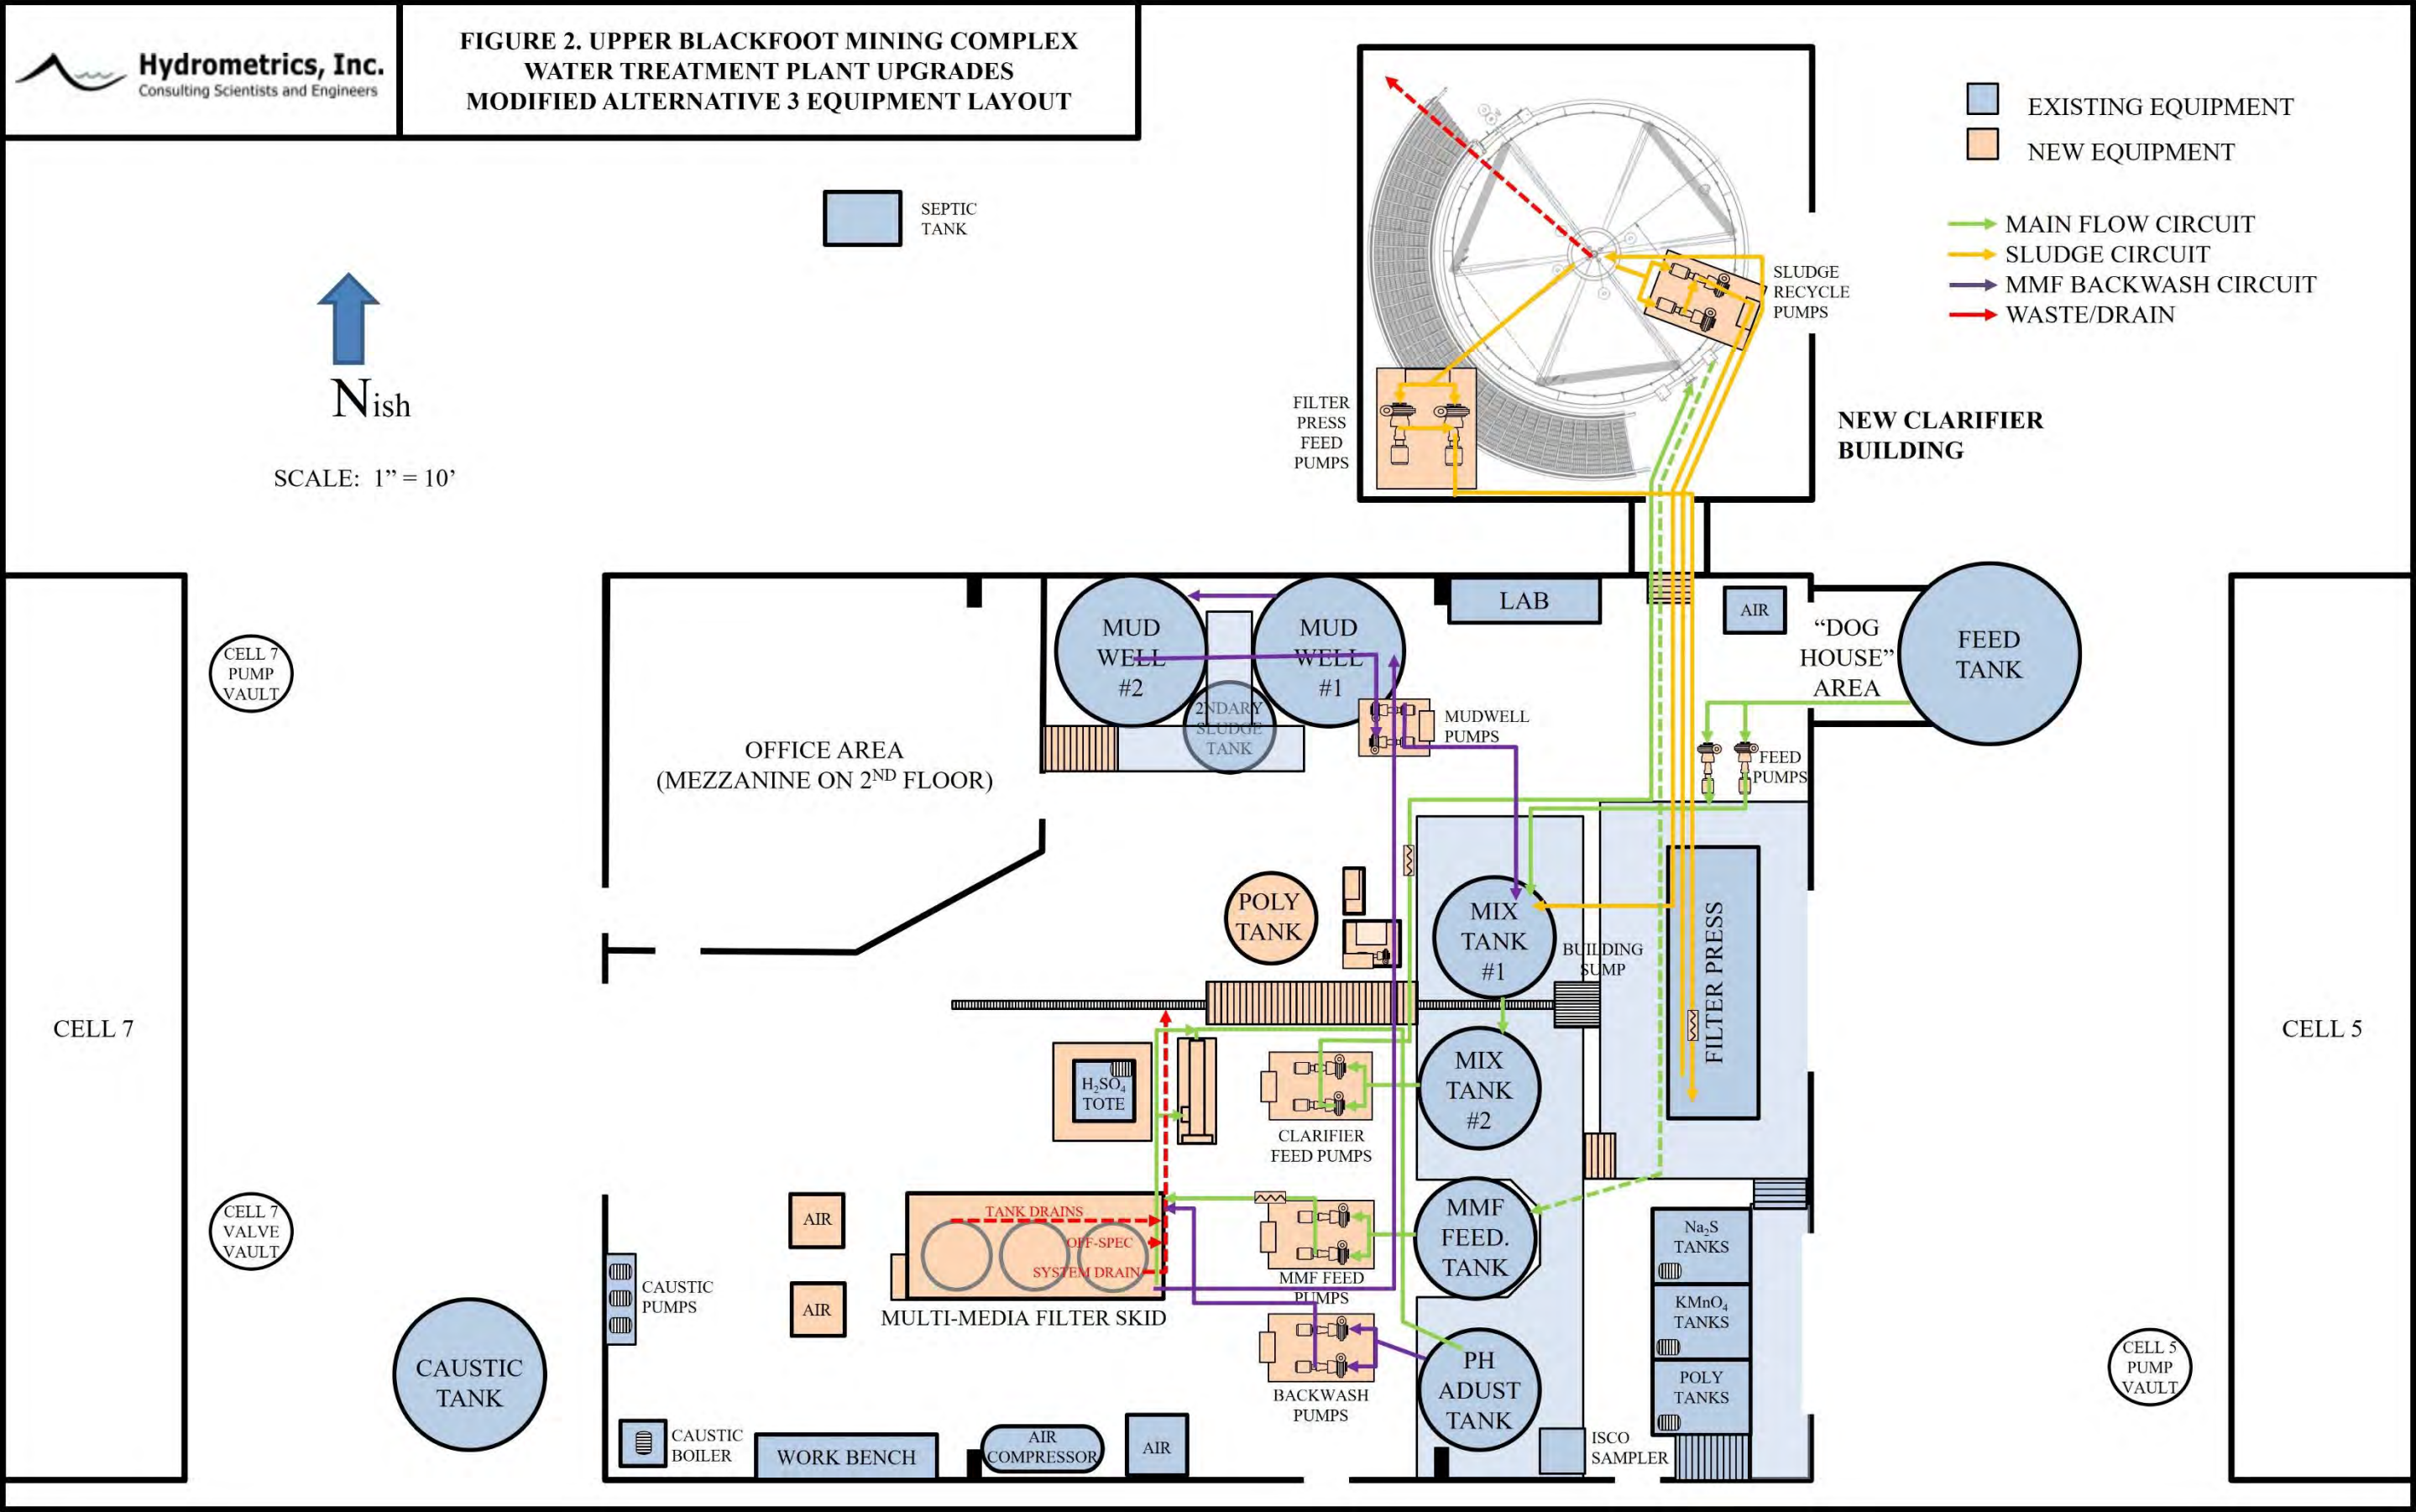 Hydrometrics, Inc.
Consulting Scientists and Engineers
FIGURE 2. UPPER BLACKFOOT MINING COMPLEX
WATER TREATMENT PLANT UPGRADES
MODIFIED ALTERNATIVE 3 EQUIPMENT LAYOUT
EXISTING EQUIPMENT
NEW EQUIPMENT
MAIN FLOW CIRCUIT
SLUDGE CIRCUIT
MMF BACKWASH CIRCUIT
WASTE/DRAIN
SEPTIC
TANK
Nish
SCALE: 1” = 10’
SLUDGE
RECYCLE
PUMPS
FILTER
PRESS
FEED
PUMPS
NEW CLARIFIER
BUILDING
CELL 7
PUMP
VAULT
OFFICE AREA
(MEZZANINE ON 2ND FLOOR)
MUD
WELL
#2
MUD
WELL
#1
2NDARY
SLUDGE
TANK
MUDWELL
PUMPS
LAB
AIR
“DOG
HOUSE”
AREA
FEED
TANK
FEED
PUMPS
POLY
TANK
MIX
TANK
#1
BUILDING
SUMP
FILTER PRESS
CELL 7
CELL 5
H₂SO₄
TOTE
CLARIFIER
FEED PUMPS
MIX
TANK
#2
CELL 7
VALVE
VAULT
AIR
AIR
TANK DRAINS
OFF-SPEC
SYSTEM DRAIN
MULTI-MEDIA FILTER SKID
MMF FEED
PUMPS
MMF
FEED.
TANK
Na₂S
TANKS
KMnO₄
TANKS
POLY
TANKS
CAUSTIC
PUMPS
CAUSTIC
TANK
BACKWASH
PUMPS
PH
ADUST
TANK
CELL 5
PUMP
VAULT
CAUSTIC
BOILER
WORK BENCH
AIR
COMPRESSOR
AIR
ISCO
SAMPLER